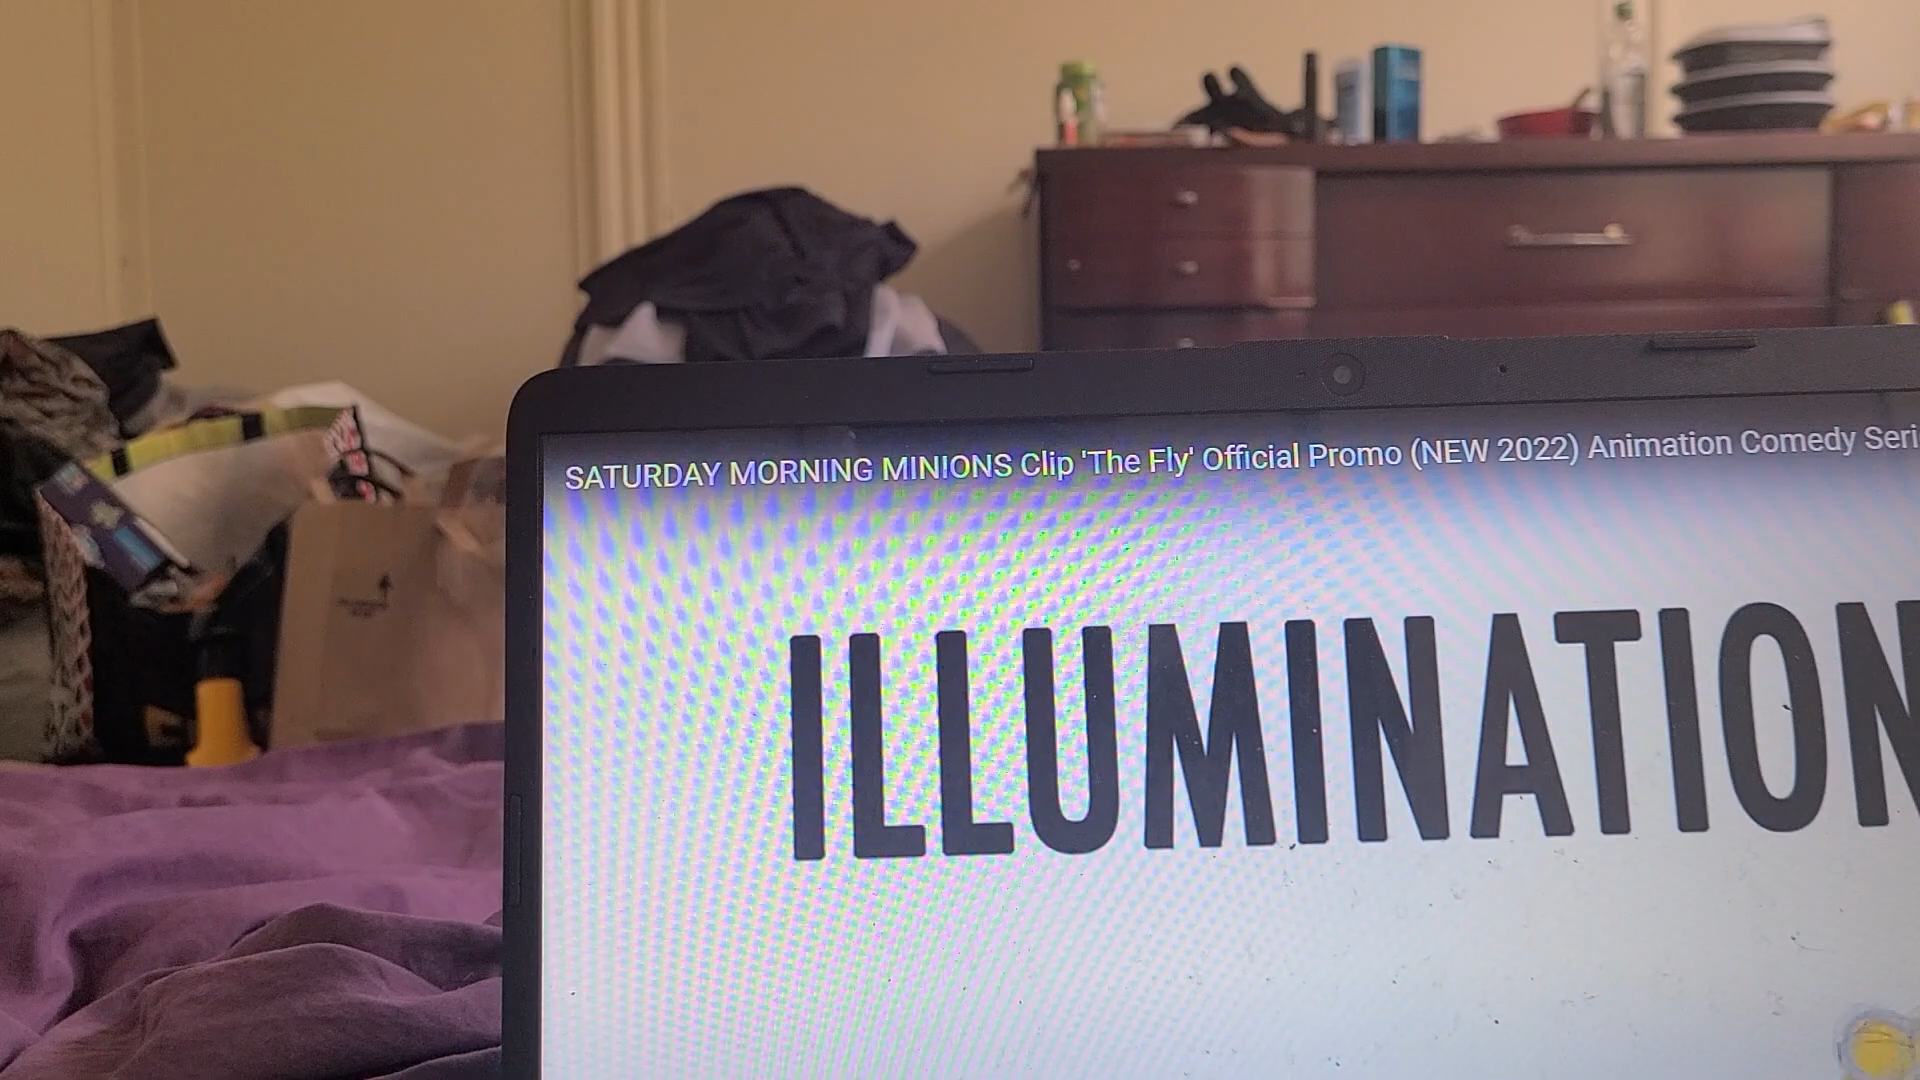 SATURDAY MORNING MINIONS Clip 'The Fly' Official Promo (NEW 2022) Animation Comedy Seri
ILLUMINATION